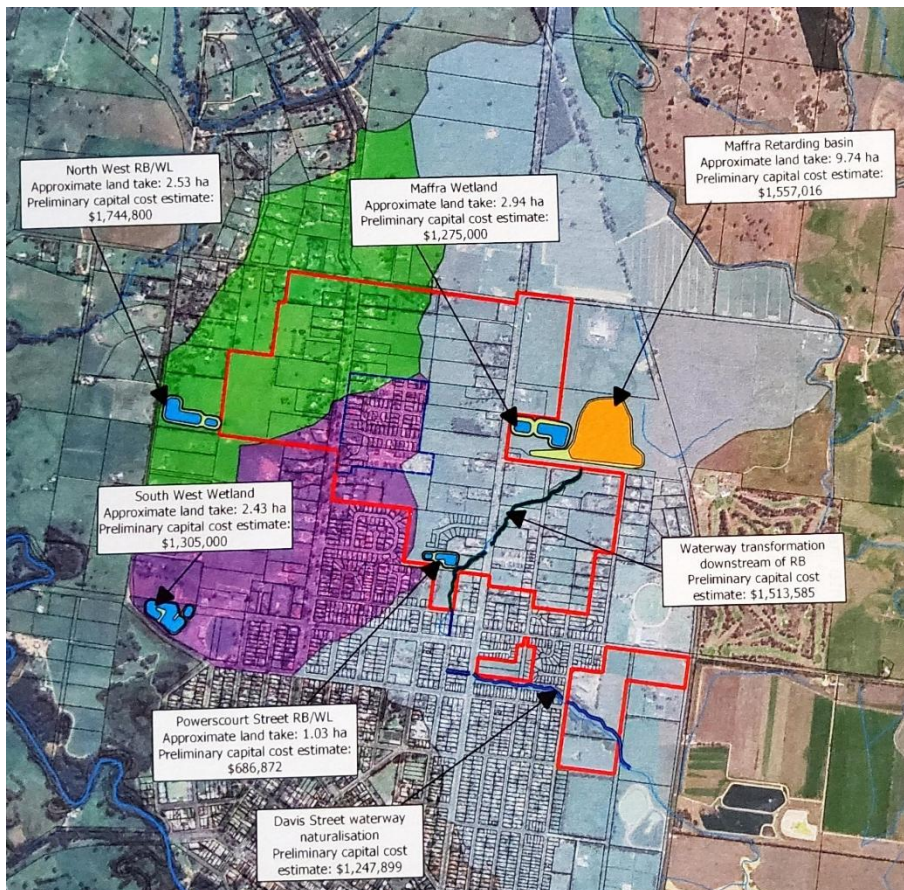 North West RB/WL
Approximate land take: 2.53 ha
Preliminary capital cost estimate:
$1,744,800
Maffra Wetland
Approximate land take: 2.94 ha
Preliminary capital cost estimate:
$1,275,000
Maffra Retarding basin
Approximate land take: 9.74 ha
Preliminary capital cost estimate:
$1,557,016
South West Wetland
Approximate land take: 2.43 ha
Preliminary capital cost estimate:
$1,305,000
Waterway transformation
downstream of RB
Preliminary capital cost
estimate: $1,513,585
Powerscourt Street RB/WL
Approximate land take: 1.03 ha
Preliminary capital cost estimate:
$686,872
Davis Street waterway
naturalisation
Preliminary capital cost
estimate: $1,247,899